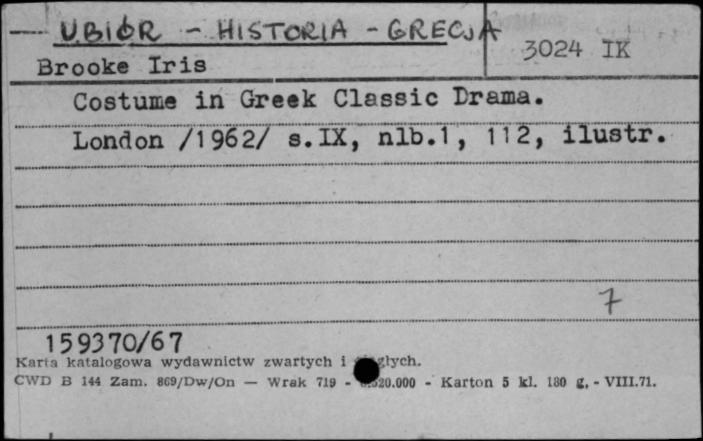 — UBIÓR – HISTORIA – GRECJA
3024 IK
Brooke Iris
Costume in Greek Classic Drama.
London /1962/ s.IX, nlb.1, 112, ilustr.
7
159370/67
Karta katalogowa wydawnictw zwartych i
CWD B 144 Zam. 869/Dw/On — Wrak 719 - - Karton 5 kl. 180 g. - VIII.71.